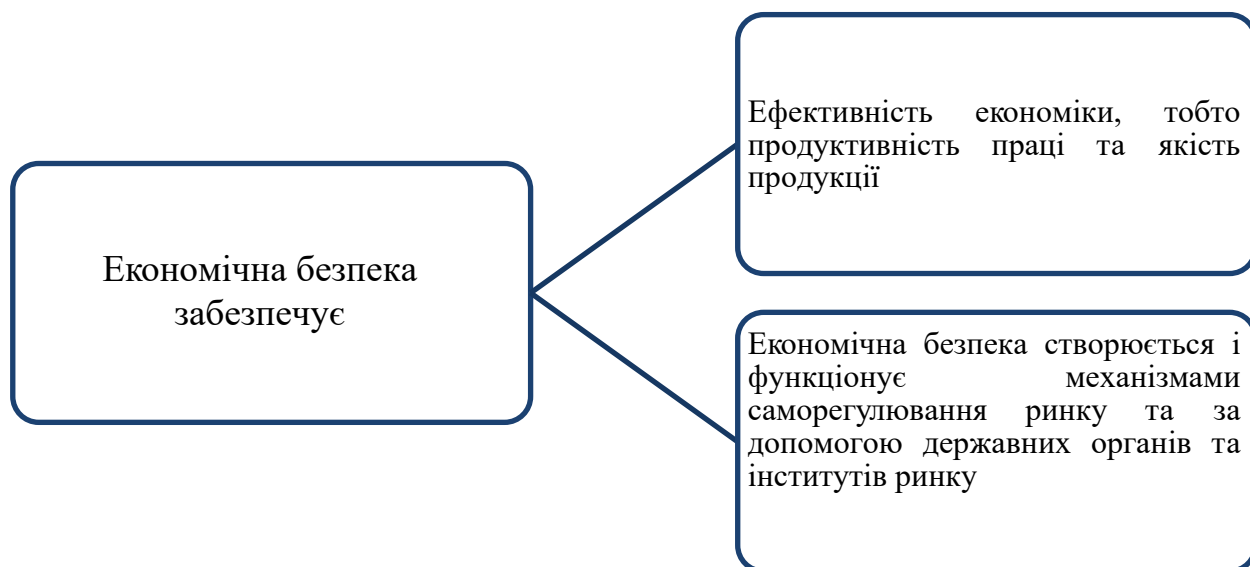 Економічна безпека
забезпечує
Ефективність економіки, тобто
продуктивність праці та якість
продукції
Економічна безпека створюється і
функціонує механізмами
саморегулювання ринку та за
допомогою державних органів та
інститутів ринку